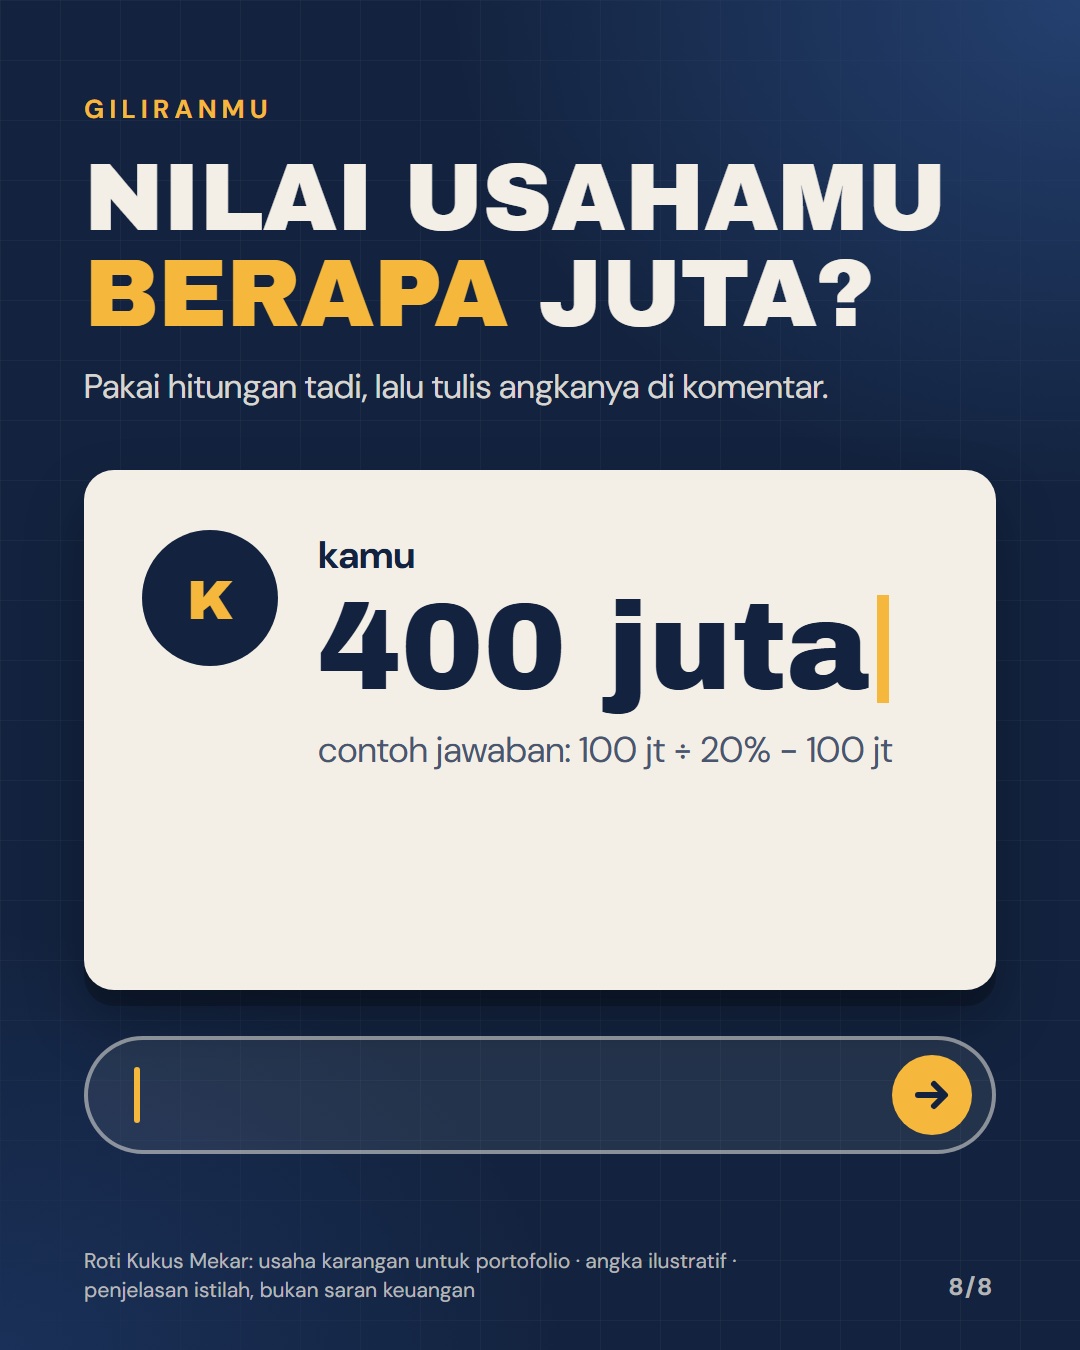 GILIRANMU
NILAI USAHAMU
BERAPA JUTA?
Pakai hitungan tadi, lalu tulis angkanya di komentar.
K
kamu
400 juta
contoh jawaban: 100 jt ÷ 20% − 100 jt
Roti Kukus Mekar: usaha karangan untuk portofolio · angka ilustratif ·
penjelasan istilah, bukan saran keuangan
8/8